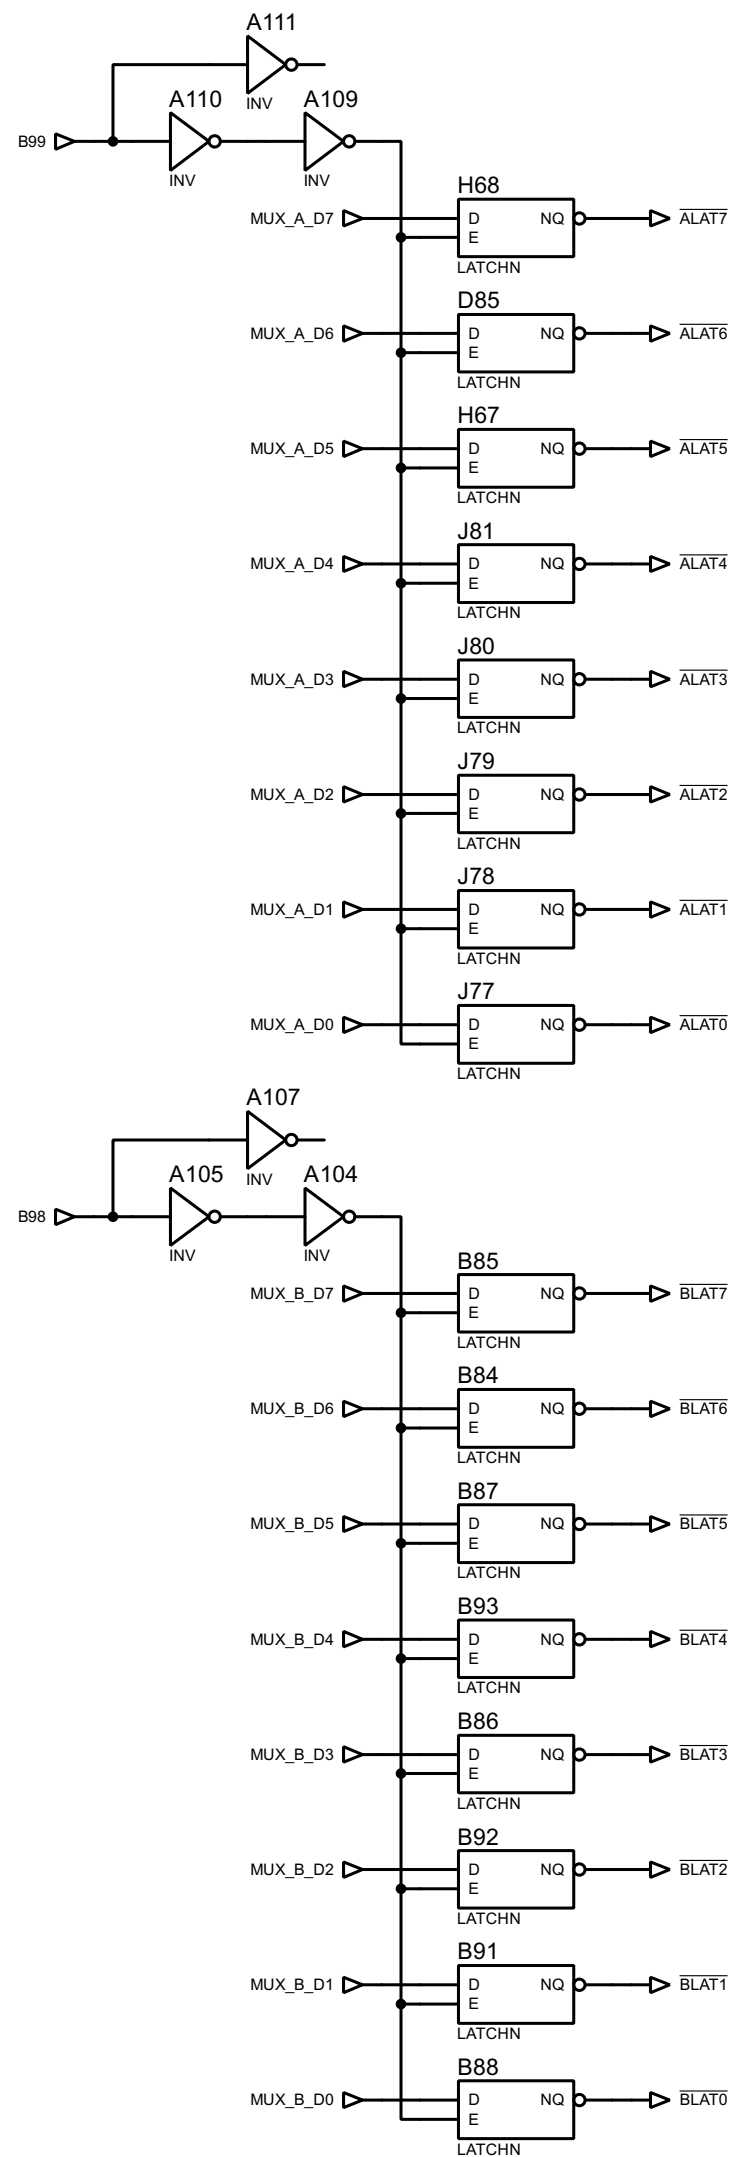 A111
INV
A110
A109
B99
INV
INV
H68
MUX_A_D7
D
NQ
ALAT7
E
LATCHN
D85
MUX_A_D6
D
NQ
ALAT6
E
LATCHN
H67
MUX_A_D5
D
NQ
ALAT5
E
LATCHN
J81
MUX_A_D4
D
NQ
ALAT4
E
LATCHN
J80
MUX_A_D3
D
NQ
ALAT3
E
LATCHN
J79
MUX_A_D2
D
NQ
ALAT2
E
LATCHN
J78
MUX_A_D1
D
NQ
ALAT1
E
LATCHN
J77
MUX_A_D0
D
NQ
ALAT0
E
LATCHN
A107
INV
A105
A104
B98
INV
INV
B85
MUX_B_D7
D
NQ
BLAT7
E
LATCHN
B84
MUX_B_D6
D
NQ
BLAT6
E
LATCHN
B87
MUX_B_D5
D
NQ
BLAT5
E
LATCHN
B93
MUX_B_D4
D
NQ
BLAT4
E
LATCHN
B86
MUX_B_D3
D
NQ
BLAT3
E
LATCHN
B92
MUX_B_D2
D
NQ
BLAT2
E
LATCHN
B91
MUX_B_D1
D
NQ
BLAT1
E
LATCHN
B88
MUX_B_D0
D
NQ
BLAT0
E
LATCHN